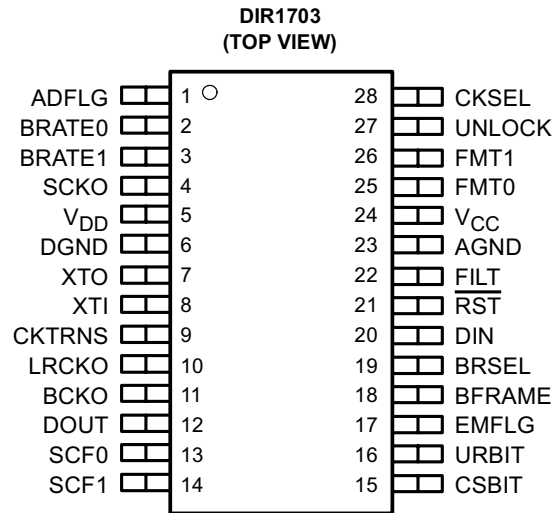 DIR1703
(TOP VIEW)
ADFLG 1 28 CKSEL
BRATE0 2 27 UNLOCK
BRATE1 3 26 FMT1
SCKO 4 25 FMT0
VDD 5 24 VCC
DGND 6 23 AGND
XTO 7 22 FILT
XTI 8 21 RST
CKTRNS 9 20 DIN
LRCKO 10 19 BRSEL
BCKO 11 18 BFRAME
DOUT 12 17 EMFLG
SCF0 13 16 URBIT
SCF1 14 15 CSBIT